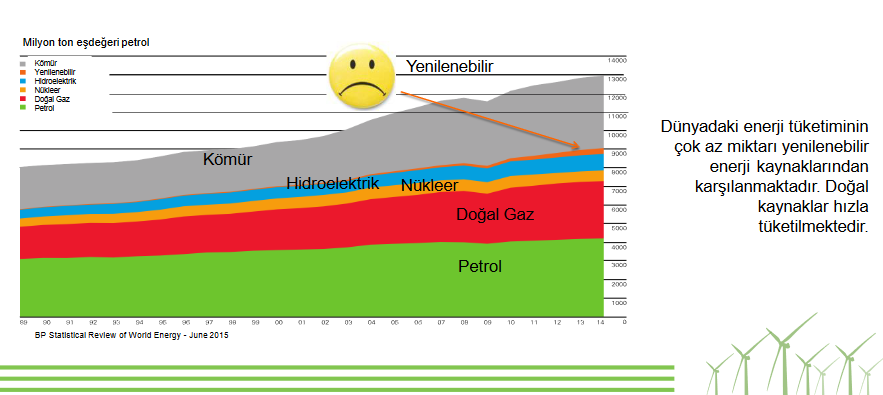 Milyon ton eşdeğeri petrol
Kömür
Yenilenebilir
Hidroelektrik
Nükleer
Doğal Gaz
Petrol
Yenilenebilir
Kömür
Hidroelektrik
Nükleer
Doğal Gaz
Petrol
14000
13000
12000
11000
10000
9000
8000
7000
6000
5000
4000
3000
2000
1000
0
89 90 91 92 93 94 95 96 97 98 99 00 01 02 03 04 05 06 07 08 09 10 11 12 13 14
BP Statistical Review of World Energy - June 2015
Dünyadaki enerji tüketiminin
çok az miktarı yenilenebilir
enerji kaynaklarından
karşılanmaktadır. Doğal
kaynaklar hızla
tüketilmektedir.